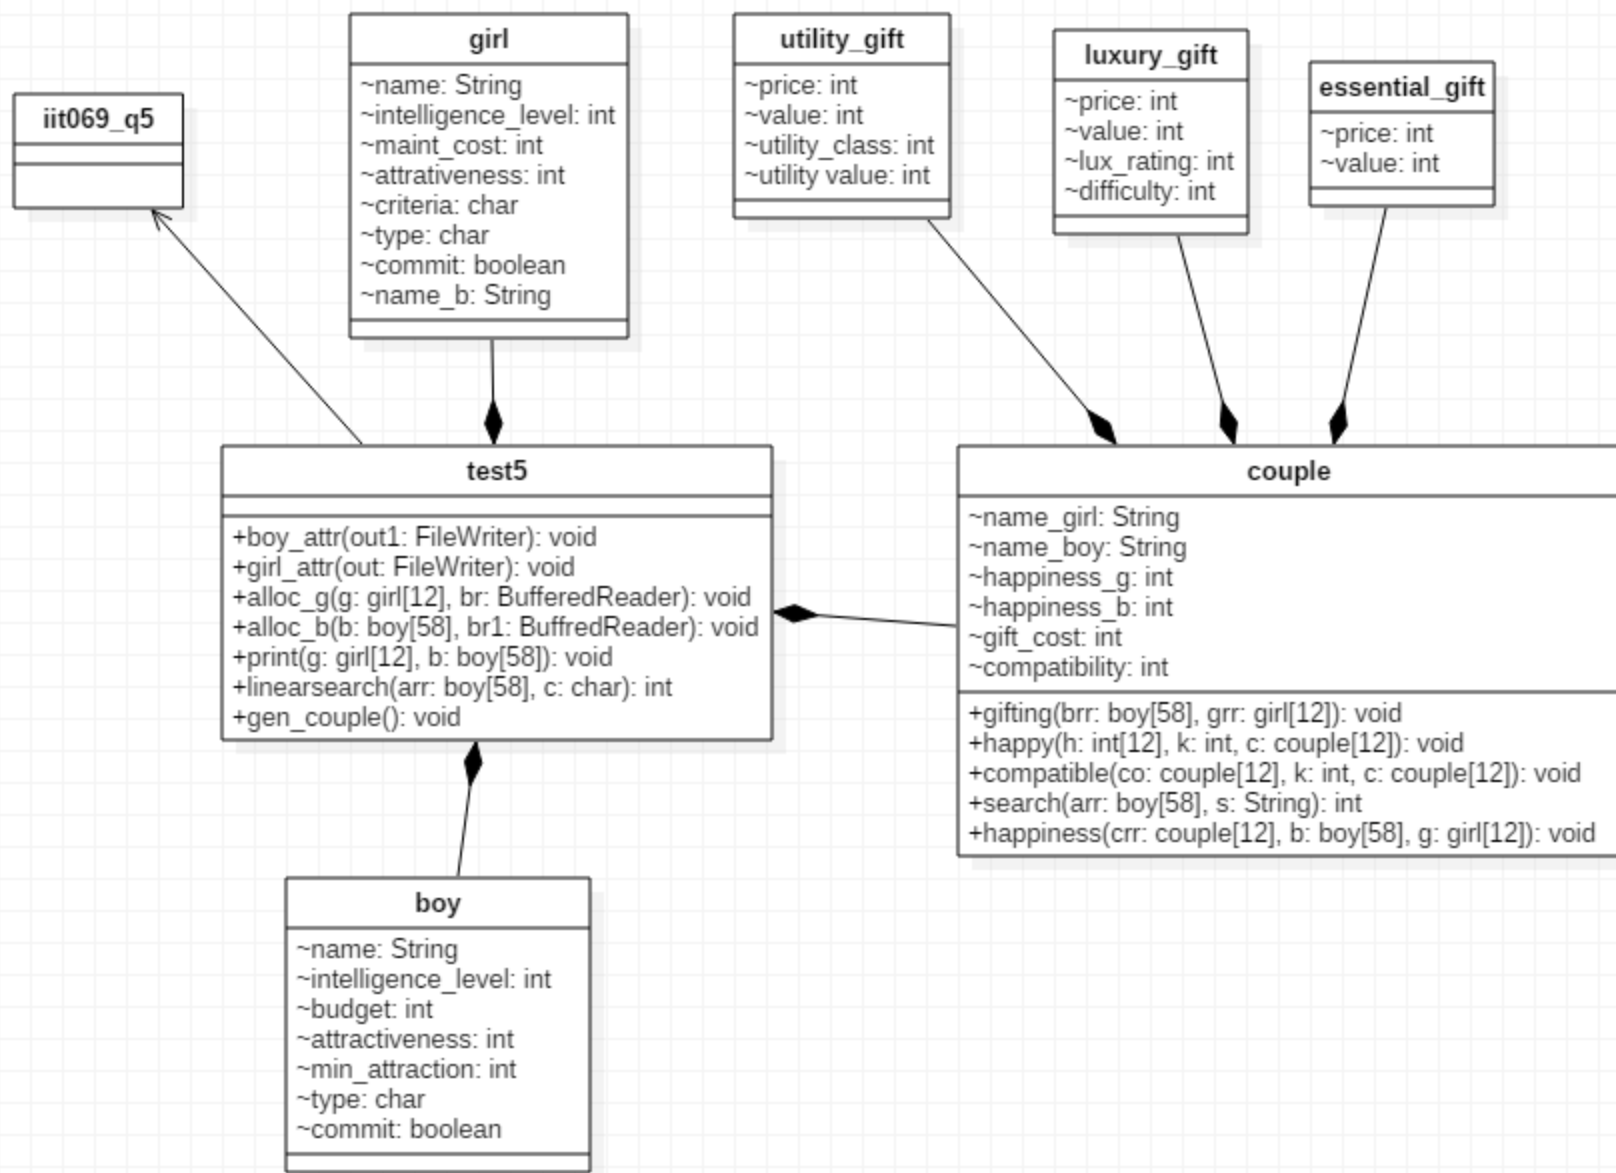 iit069_q5
girl
~name: String
~intelligence_level: int
~maint_cost: int
~attrativeness: int
~criteria: char
~type: char
~commit: boolean
~name_b: String
utility_gift
~price: int
~value: int
~utility_class: int
~utility value: int
luxury_gift
~price: int
~value: int
~lux_rating: int
~difficulty: int
essential_gift
~price: int
~value: int
test5
+boy_attr(out1: FileWriter): void
+girl_attr(out: FileWriter): void
+alloc_g(g: girl[12], br: BufferedReader): void
+alloc_b(b: boy[58], br1: BuffredReader): void
+print(g: girl[12], b: boy[58]): void
+linearsearch(arr: boy[58], c: char): int
+gen_couple(): void
couple
~name_girl: String
~name_boy: String
~happiness_g: int
~happiness_b: int
~gift_cost: int
~compatibility: int
+gifting(brr: boy[58], grr: girl[12]): void
+happy(h: int[12], k: int, c: couple[12]): void
+compatible(co: couple[12], k: int, c: couple[12]): void
+search(arr: boy[58], s: String): int
+happiness(crr: couple[12], b: boy[58], g: girl[12]): void
boy
~name: String
~intelligence_level: int
~budget: int
~attractiveness: int
~min_attraction: int
~type: char
~commit: boolean